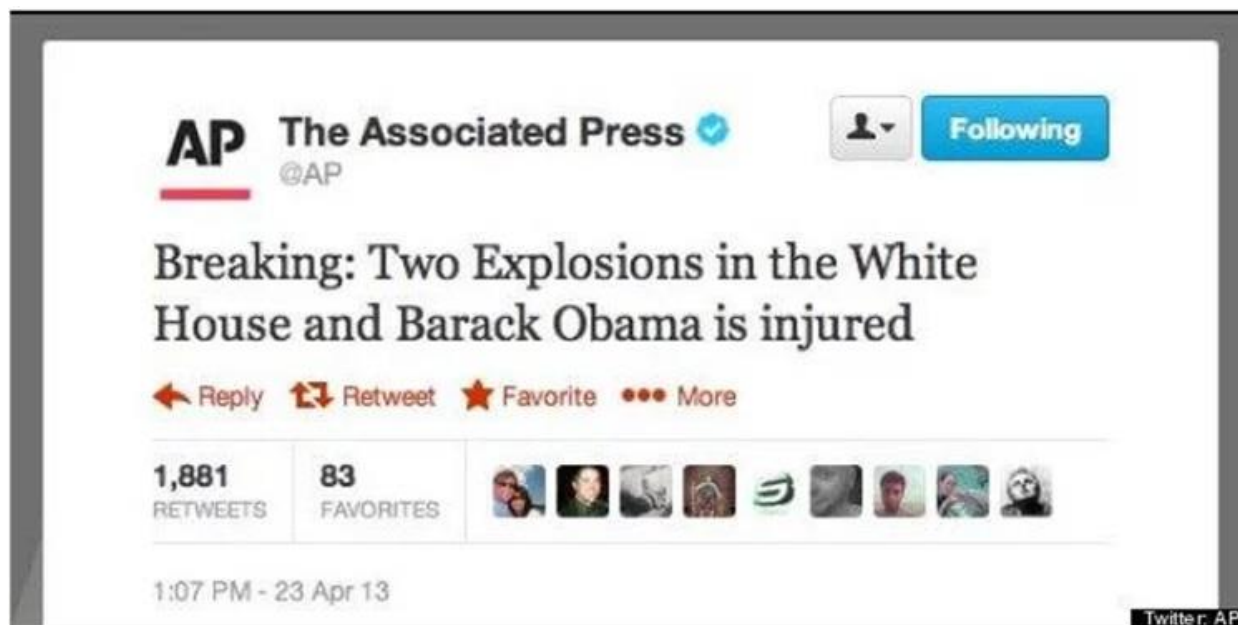 AP The Associated Press
@AP
Following
Breaking: Two Explosions in the White
House and Barack Obama is injured
Reply Retweet Favorite More
1,881 83
RETWEETS FAVORITES
1:07 PM - 23 Apr 13
Twitter: AP